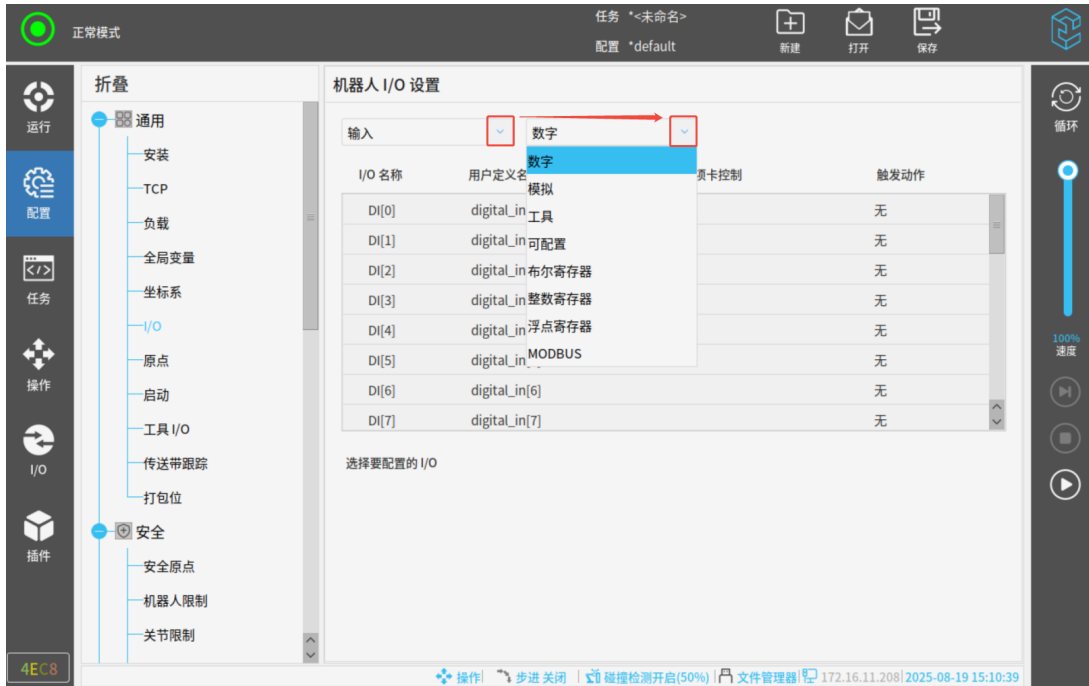 正常模式
任务 *<未命名>
配置 *default
新建
打开
保存
运行
配置
任务
操作
I/O
插件
4EC8
折叠
通用
安装
TCP
负载
全局变量
坐标系
I/O
原点
启动
工具 I/O
传送带跟踪
打包位
安全
安全原点
机器人限制
关节限制
机器人 I/O 设置
输入 数字
数字
模拟
工具
可配置
布尔寄存器
整数寄存器
浮点寄存器
MODBUS
I/O 名称 用户定义名 卡控制 触发动作
DI[0] digital_in 无
DI[1] digital_in 无
DI[2] digital_in 无
DI[3] digital_in 无
DI[4] digital_in 无
DI[5] digital_in 无
DI[6] digital_in[6] 无
DI[7] digital_in[7] 无
选择要配置的 I/O
循环
100%
速度
操作 步进 关闭 碰撞检测开启(50%) 文件管理器 172.16.11.208 2025-08-19 15:10:39